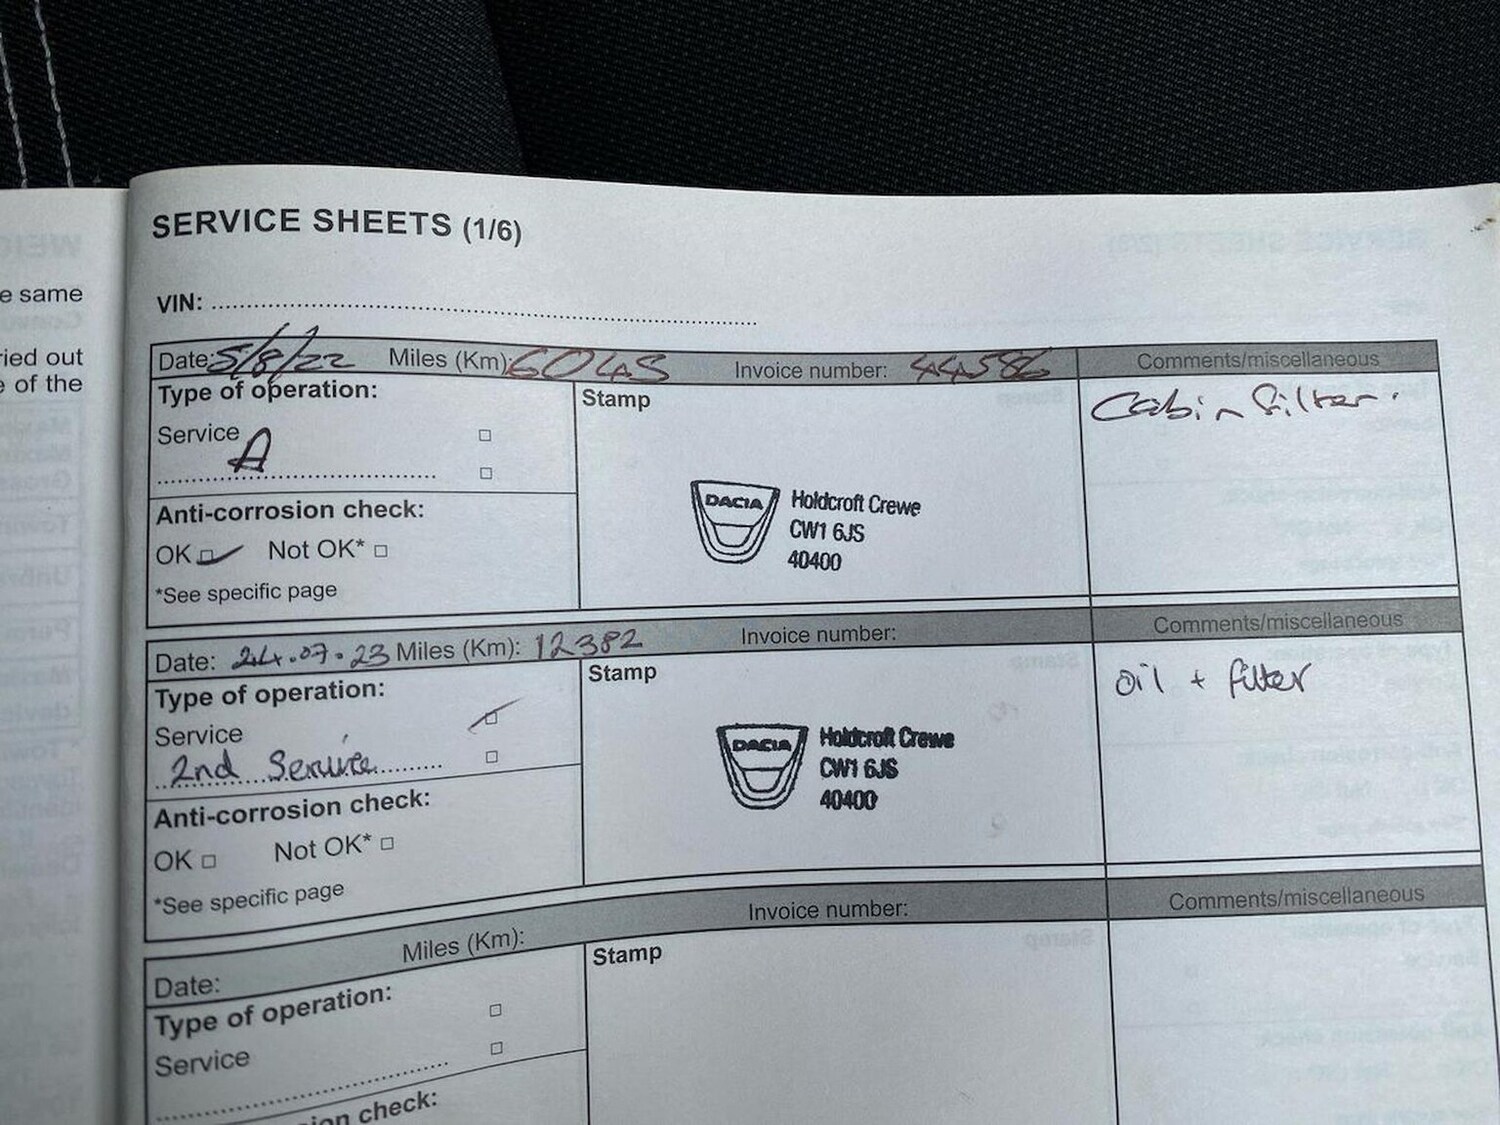 e same
ried out
e of the
SERVICE SHEETS (1/6)
VIN:
Date: 5/8/22 Miles (Km): 6045 Invoice number: 44586 Comments/miscellaneous
Type of operation:
Service
A
Stamp
Cabin filter.
DACIA
Holdcroft Crewe
CW1 6JS
40400
Anti-corrosion check:
OK Not OK*
*See specific page
Date: 24.07.23 Miles (Km): 12382 Invoice number: Comments/miscellaneous
Type of operation:
Service
2nd Service
Stamp
oil + filter
DACIA
Holdcroft Crewe
CW1 6JS
40400
Anti-corrosion check:
OK Not OK*
*See specific page
Date: Miles (Km): Invoice number: Comments/miscellaneous
Type of operation:
Service
Stamp
ion check: